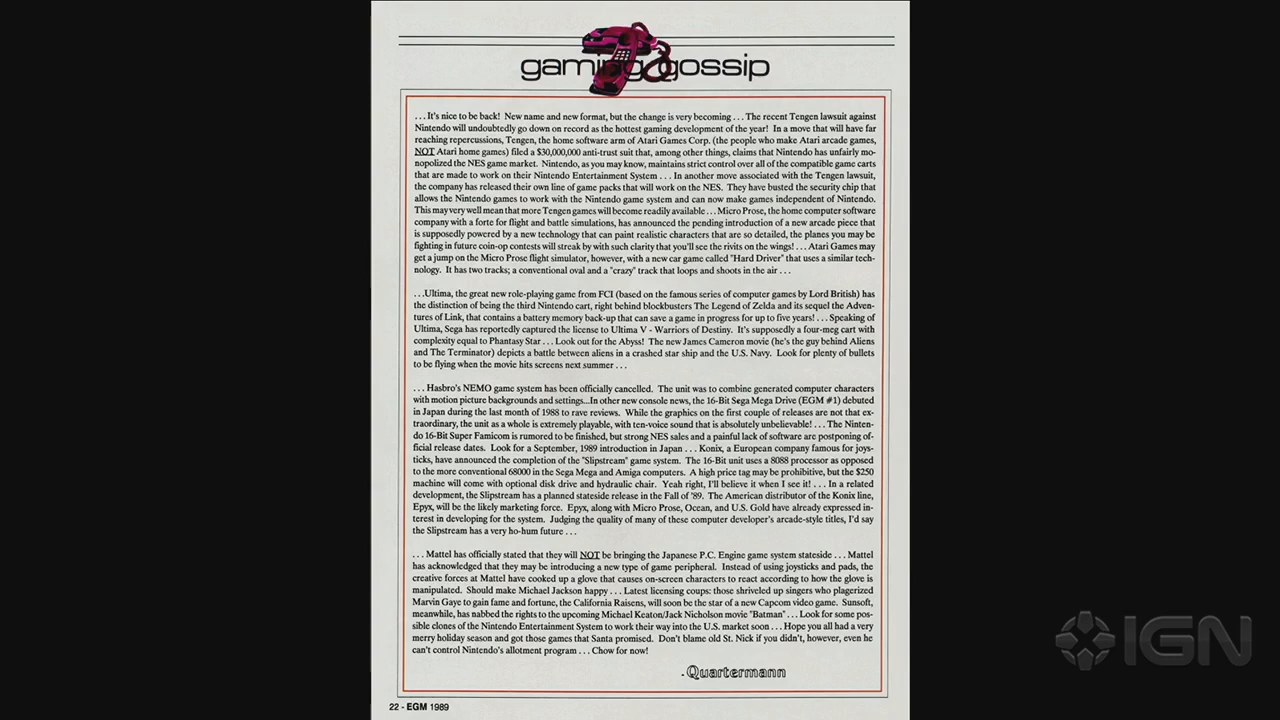 gaming gossip
. . . It's nice to be back! New name and new format, but the change is very becoming . . . The recent Tengen lawsuit against
Nintendo will undoubtedly go down on record as the hottest gaming development of the year! In a move that will have far
reaching repercussions, Tengen, the home software arm of Atari Games Corp. (the people who make Atari arcade games,
NOT Atari home games) filed a $30,000,000 anti-trust suit that, among other things, claims that Nintendo has unfairly mo-
nopolized the NES game market. Nintendo, as you may know, maintains strict control over all of the compatible game carts
that are made to work on their Nintendo Entertainment System . . . In another move associated with the Tengen lawsuit,
the company has released their own line of game packs that will work on the NES. They have busted the security chip that
allows the Nintendo games to work with the Nintendo game system and can now make games independent of Nintendo.
This may very well mean that more Tengen games will become readily available . . . Micro Prose, the home computer software
company with a forte for flight and battle simulations, has announced the pending introduction of a new arcade piece that
is supposedly powered by a new technology that can paint realistic characters that are so detailed, the planes you may be
fighting in future coin-op contests will streak by with such clarity that you'll see the rivits on the wings! . . . Atari Games may
get a jump on the Micro Prose flight simulator, however, with a new car game called "Hard Driver" that uses a similar tech-
nology. It has two tracks; a conventional oval and a "crazy" track that loops and shoots in the air . . .
. . .Ultima, the great new role-playing game from FCI (based on the famous series of computer games by Lord British) has
the distinction of being the third Nintendo cart, right behind blockbusters The Legend of Zelda and its sequel the Adven-
tures of Link, that contains a battery memory back-up that can save a game in progress for up to five years! . . . Speaking of
Ultima, Sega has reportedly captured the license to Ultima V - Warriors of Destiny. It's supposedly a four-meg cart with
complexity equal to Phantasy Star . . . Look out for the Abyss! The new James Cameron movie (he's the guy behind Aliens
and The Terminator) depicts a battle between aliens in a crashed star ship and the U.S. Navy. Look for plenty of bullets
to be flying when the movie hits screens next summer . . .
. . . Hasbro's NEMO game system has been officially cancelled. The unit was to combine generated computer characters
with motion picture backgrounds and settings...In other new console news, the 16-Bit Sega Mega Drive (EGM #1) debuted
in Japan during the last month of 1988 to rave reviews. While the graphics on the first couple of releases are not that ex-
traordinary, the unit as a whole is extremely playable, with ten-voice sound that is absolutely unbelievable! . . . The Ninten-
do 16-Bit Super Famicom is rumored to be finished, but strong NES sales and a painful lack of software are postponing of-
ficial release dates. Look for a September, 1989 introduction in Japan . . . Konix, a European company famous for joys-
ticks, have announced the completion of the "Slipstream" game system. The 16-Bit unit uses a 8088 processor as opposed
to the more conventional 68000 in the Sega Mega and Amiga computers. A high price tag may be prohibitive, but the $250
machine will come with optional disk drive and hydraulic chair. Yeah right, I'll believe it when I see it! . . . In a related
development, the Slipstream has a planned stateside release in the Fall of '89. The American distributor of the Konix line,
Epyx, will be the likely marketing force. Epyx, along with Micro Prose, Ocean, and U.S. Gold have already expressed in-
terest in developing for the system. Judging the quality of many of these computer developer's arcade-style titles, I'd say
the Slipstream has a very ho-hum future . . .
. . . Mattel has officially stated that they will NOT be bringing the Japanese P.C. Engine game system stateside . . . Mattel
has acknowledged that they may be introducing a new type of game peripheral. Instead of using joysticks and pads, the
creative forces at Mattel have cooked up a glove that causes on-screen characters to react according to how the glove is
manipulated. Should make Michael Jackson happy . . . Latest licensing coups: those shriveled up singers who plagerized
Marvin Gaye to gain fame and fortune, the California Raisens, will soon be the star of a new Capcom video game. Sunsoft,
meanwhile, has nabbed the rights to the upcoming Michael Keaton/Jack Nicholson movie "Batman" . . . Look for some pos-
sible clones of the Nintendo Entertainment System to work their way into the U.S. market soon . . . Hope you all had a very
merry holiday season and got those games that Santa promised. Don't blame old St. Nick if you didn't, however, even he
can't control Nintendo's allotment program . . . Chow for now!
- Quartermann
22 - EGM 1989
IGN